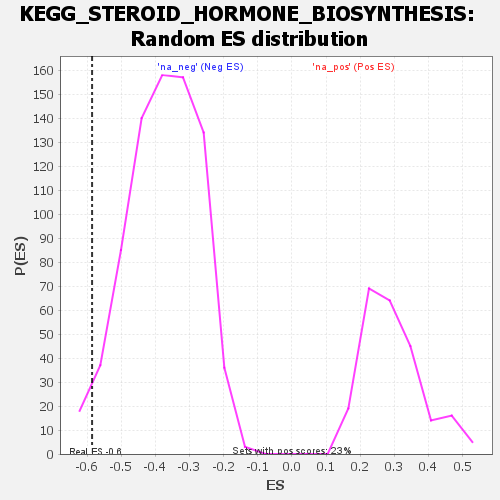 KEGG_STEROID_HORMONE_BIOSYNTHESIS:
Random ES distribution
'na_neg' (Neg ES) 'na_pos' (Pos ES)
160
150
140
130
120
110
100
90
80
70
60
50
40
30
20
10
0
P(ES)
Real ES -0.6 Sets with pos scores: 23%
-0.6 -0.5 -0.4 -0.3 -0.2 -0.1 0.0 0.1 0.2 0.3 0.4 0.5
ES